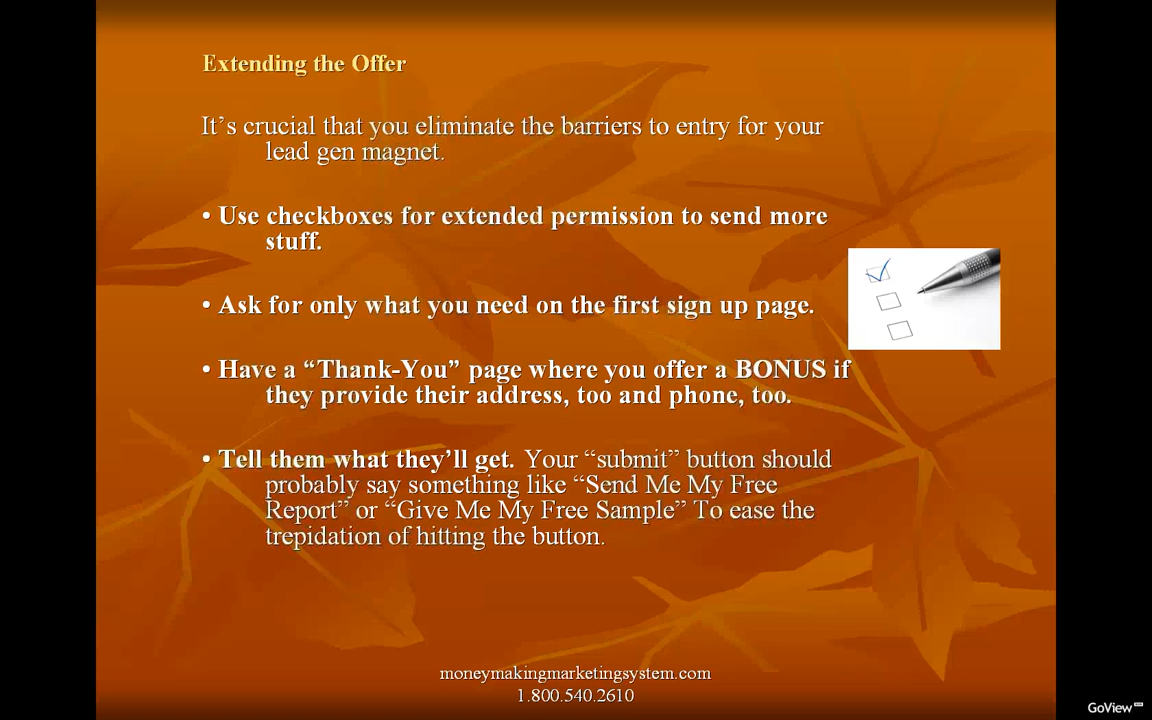 Extending the Offer
It’s crucial that you eliminate the barriers to entry for your
lead gen magnet.
• Use checkboxes for extended permission to send more
stuff.
• Ask for only what you need on the first sign up page.
• Have a “Thank-You” page where you offer a BONUS if
they provide their address, too and phone, too.
• Tell them what they’ll get. Your “submit” button should
probably say something like “Send Me My Free
Report” or “Give Me My Free Sample” To ease the
trepidation of hitting the button.
moneymakingmarketingsystem.com
1.800.540.2610
GoView